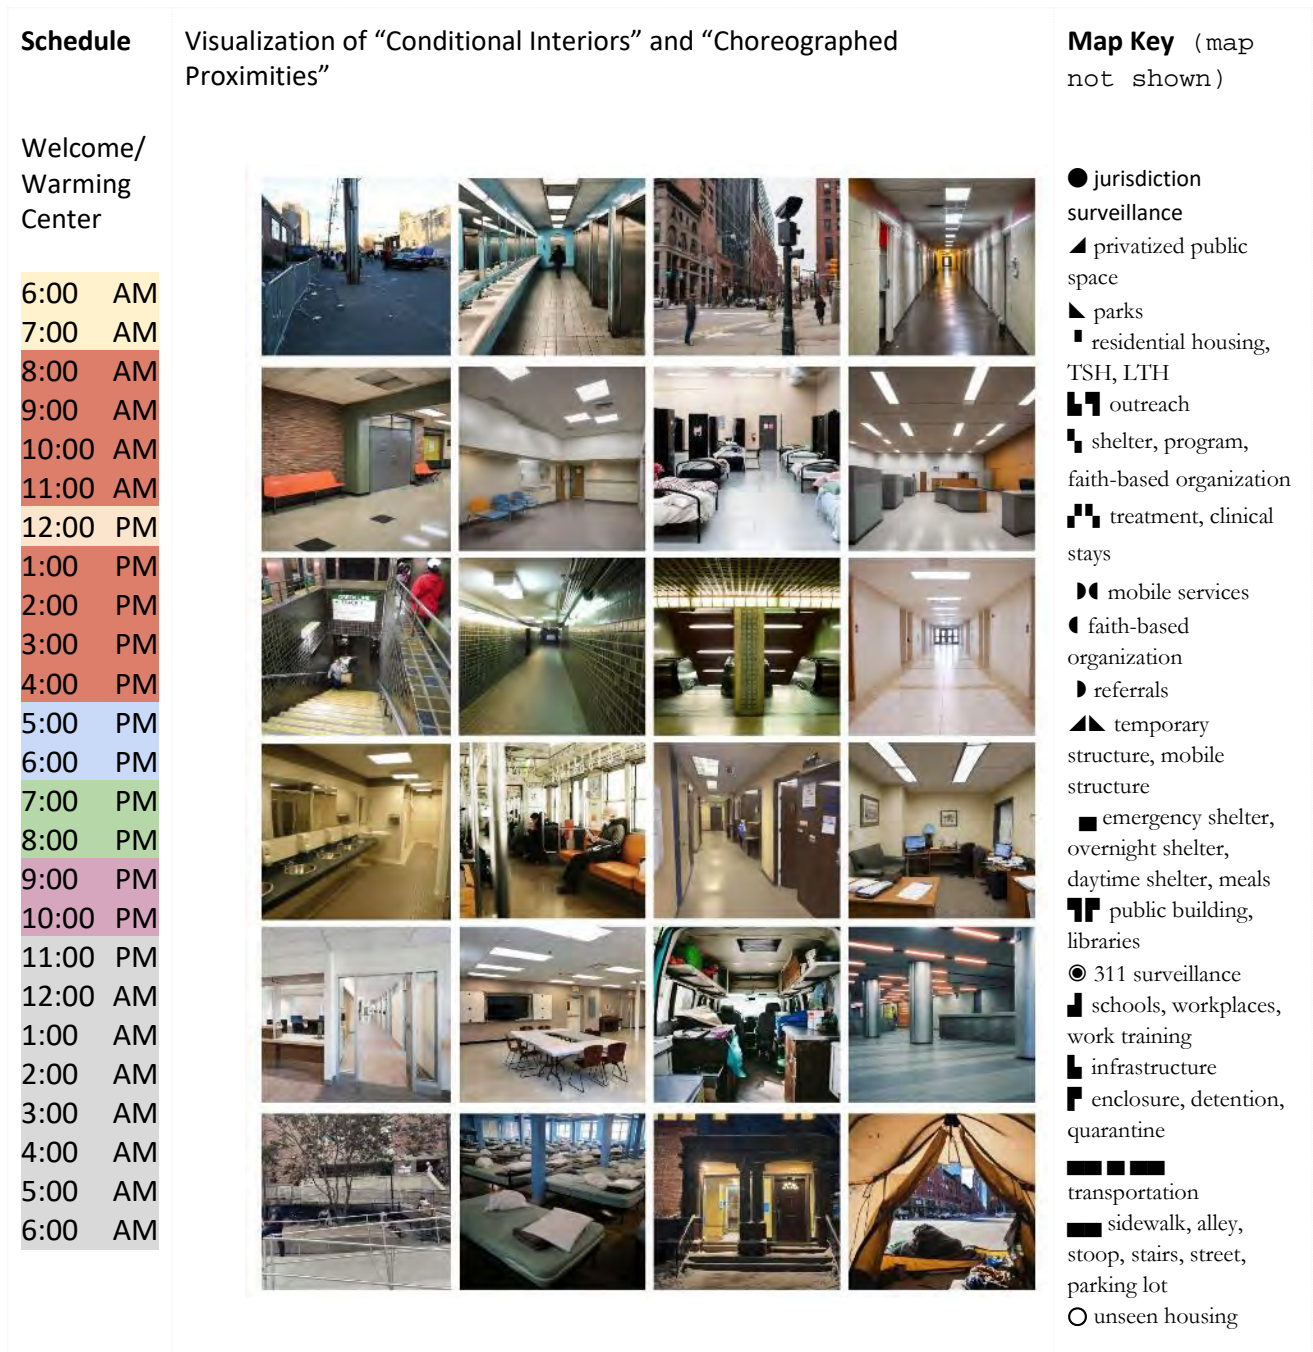 Schedule
Welcome/
Warming
Center
6:00 AM
7:00 AM
8:00 AM
9:00 AM
10:00 AM
11:00 AM
12:00 PM
1:00 PM
2:00 PM
3:00 PM
4:00 PM
5:00 PM
6:00 PM
7:00 PM
8:00 PM
9:00 PM
10:00 PM
11:00 PM
12:00 AM
1:00 AM
2:00 AM
3:00 AM
4:00 AM
5:00 AM
6:00 AM
Visualization of “Conditional Interiors” and “Choreographed
Proximities”
Map Key (map
not shown)
● jurisdiction
surveillance
◢ privatized public
space
◣ parks
▘ residential housing,
TSH, LTH
▙▜ outreach
▚ shelter, program,
faith-based organization
▞▚ treatment, clinical
stays
◗◖ mobile services
◖ faith-based
organization
◗ referrals
◢◣ temporary
structure, mobile
structure
▄ emergency shelter,
overnight shelter,
daytime shelter, meals
▜▛ public building,
libraries
◉ 311 surveillance
▟ schools, workplaces,
work training
▙ infrastructure
▛ enclosure, detention,
quarantine
transportation
sidewalk, alley,
stoop, stairs, street,
parking lot
○ unseen housing